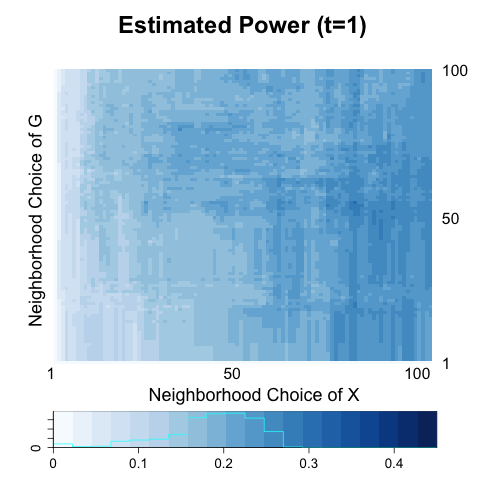 Estimated Power (t=1)
Neighborhood Choice of G
100
50
1
1 50 100
Neighborhood Choice of X
0
0 0.1 0.2 0.3 0.4